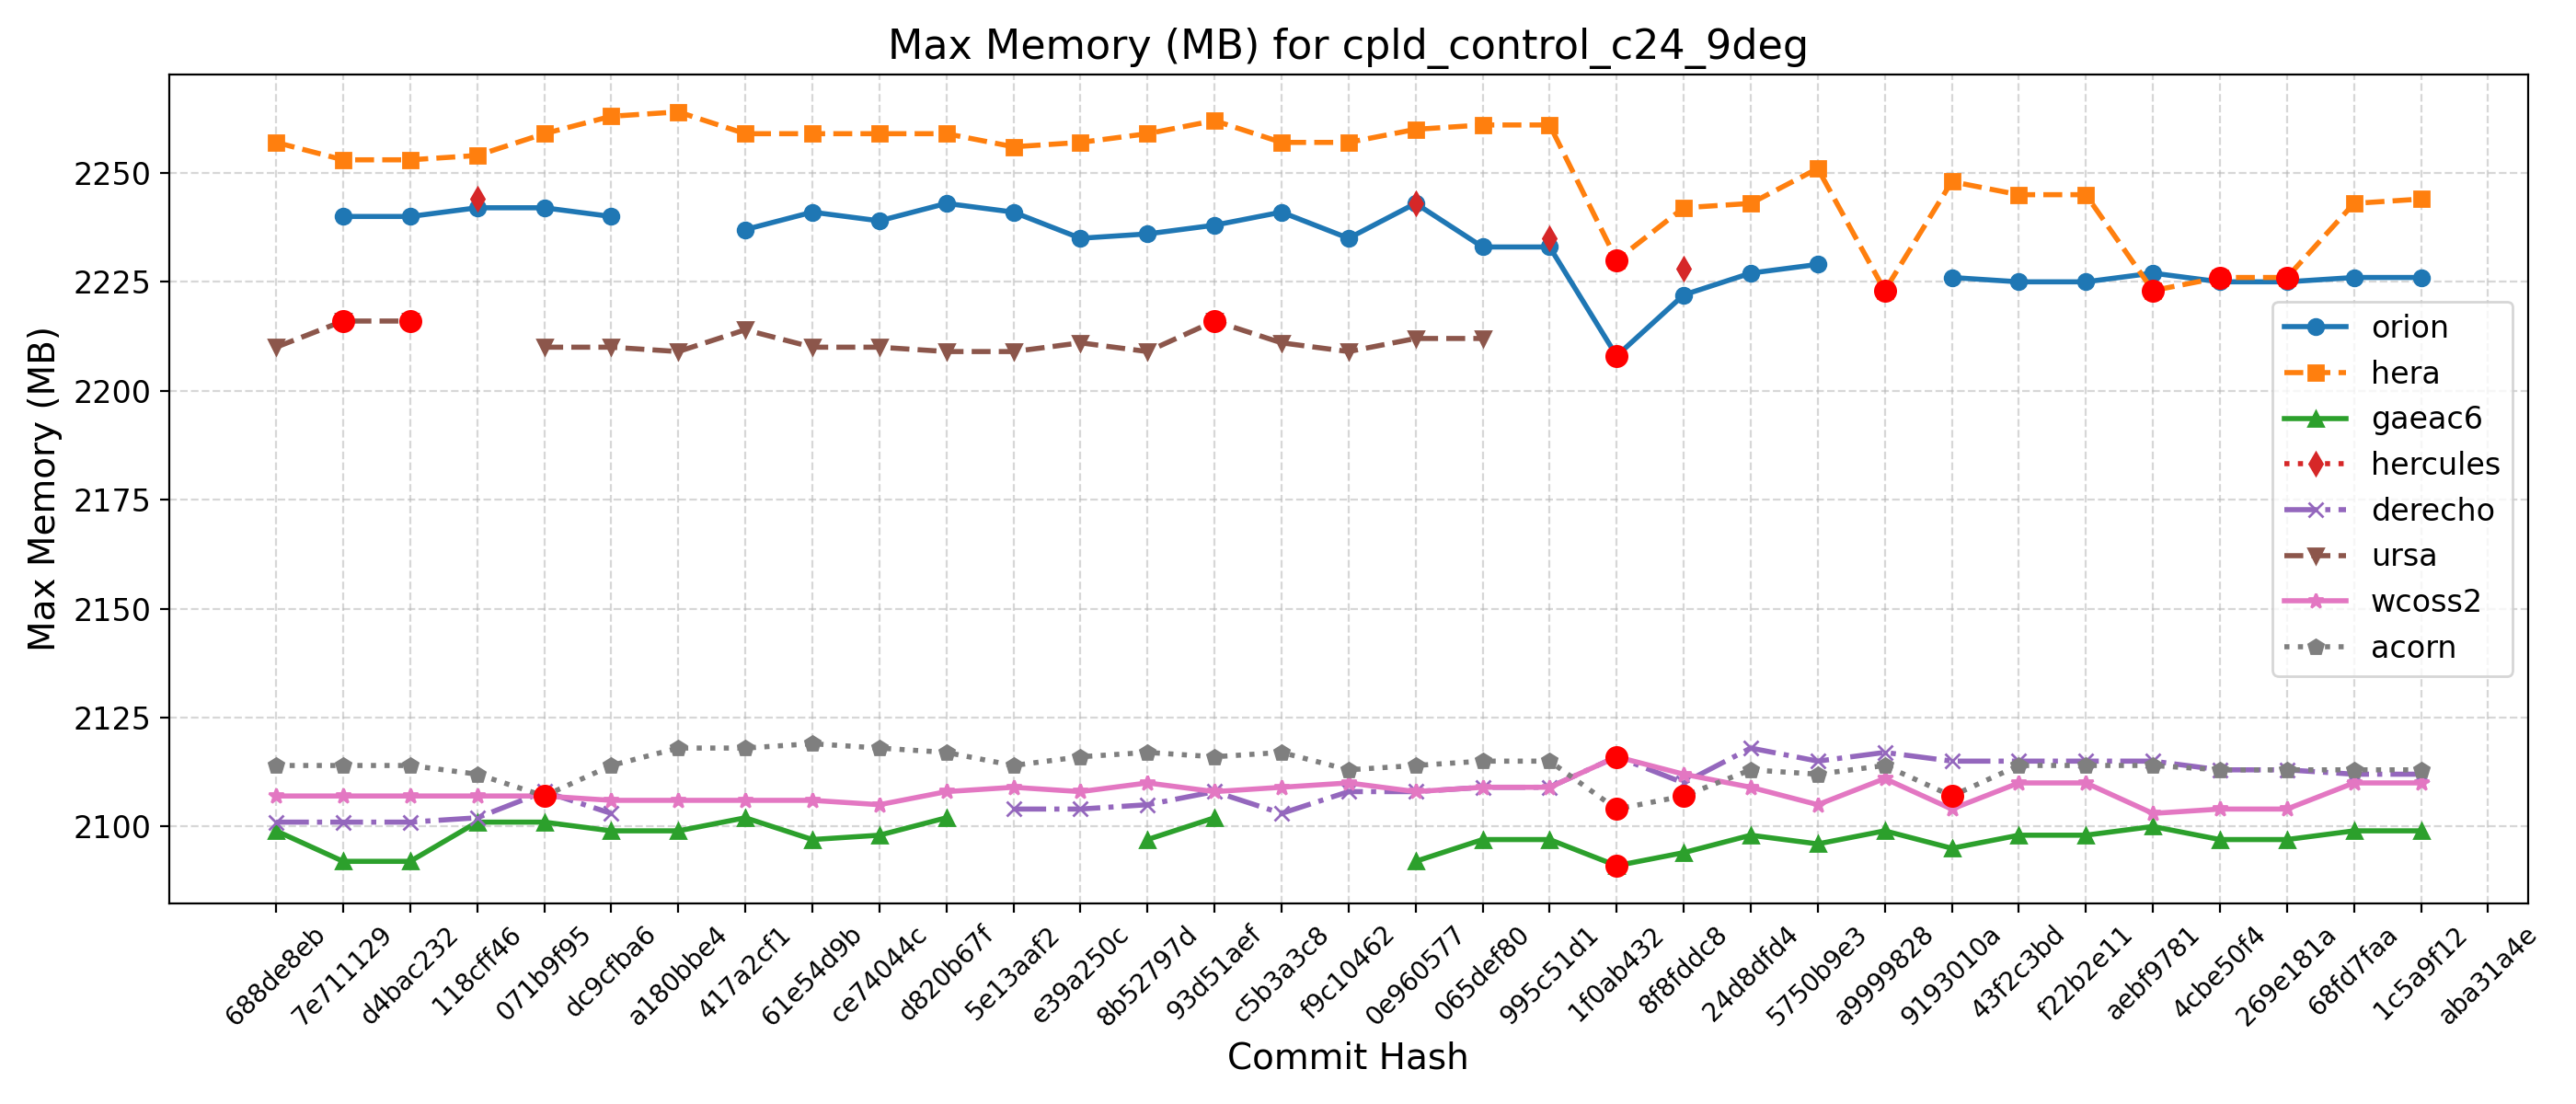 Max Memory (MB) for cpld_control_c24_9deg
Max Memory (MB)
2250
2225
2200
2175
2150
2125
2100
orion
hera
gaeac6
hercules
derecho
ursa
wcoss2
acorn
688de8eb
7e711129
d4bac232
118cff46
071b9f95
dc9cfba6
a180bbe4
417a2cf1
61e54d9b
ce74044c
d820b67f
5e13aaf2
e39a250c
8b52797d
93d51aef
c5b3a3c8
f9c10462
0e960577
065def80
995c51d1
1f0ab432
8f8fddc8
24d8dfd4
5750b9e3
a9999828
9193010a
43f2c3bd
f22b2e11
aebf9781
4cbe50f4
269e181a
68fd7faa
1c5a9f12
aba31a4e
Commit Hash